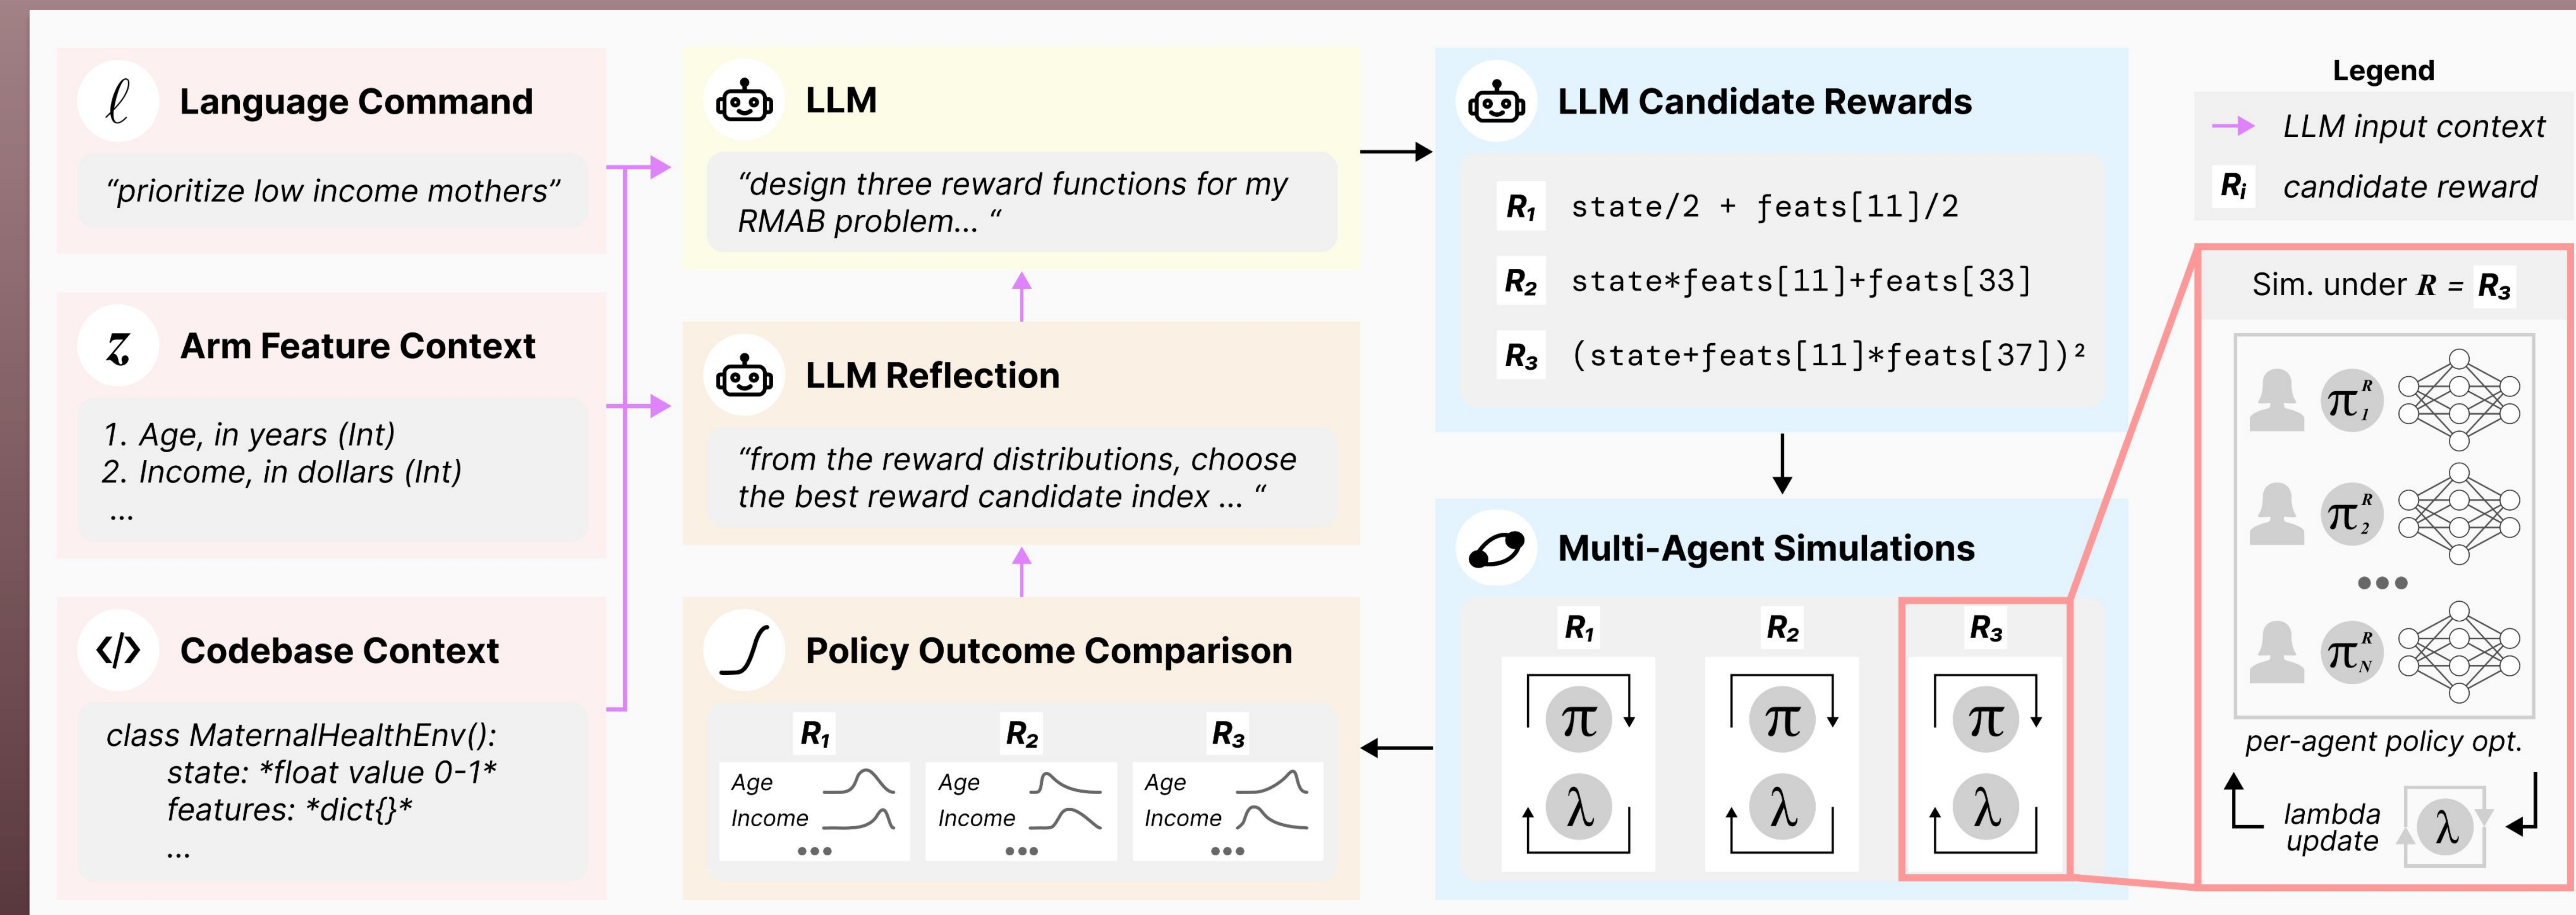 ℓ
Language Command
“prioritize low income mothers”
z
Arm Feature Context
1. Age, in years (Int)
2. Income, in dollars (Int)
...
</>
Codebase Context
class MaternalHealthEnv():
state: *float value 0-1*
features: *dict{}*
...
LLM
“design three reward functions for my
RMAB problem... “
LLM Reflection
“from the reward distributions, choose
the best reward candidate index ... “
Policy Outcome Comparison
R₁ R₂ R₃
Age Age Age
Income Income Income
LLM Candidate Rewards
R₁ state/2 + feats[11]/2
R₂ state*feats[11]+feats[33]
R₃ (state+feats[11]*feats[37])²
Multi-Agent Simulations
R₁ R₂ R₃
π π π
λ λ λ
Legend
LLM input context
Rᵢ candidate reward
Sim. under R = R₃
π₁ᴿ
π₂ᴿ
π_Nᴿ
per-agent policy opt.
lambda
update
λ